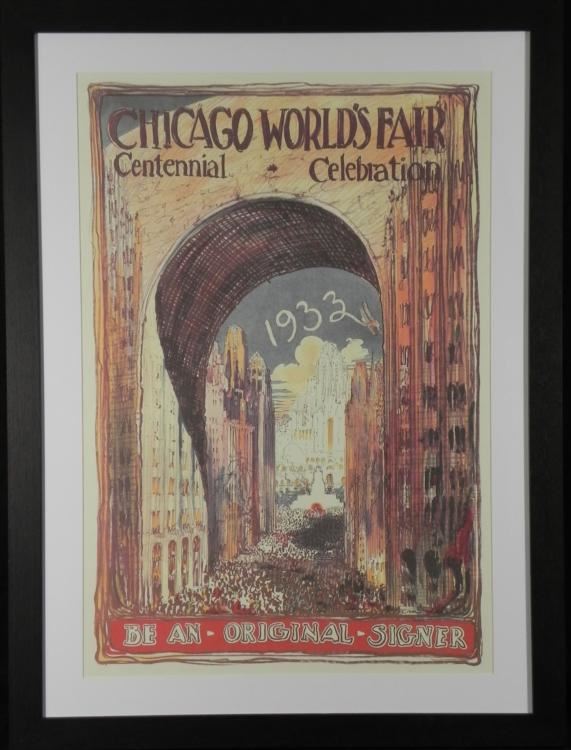 CHICAGO WORLD'S FAIR
Centennial - Celebration
1933
BE AN - ORIGINAL - SIGNER